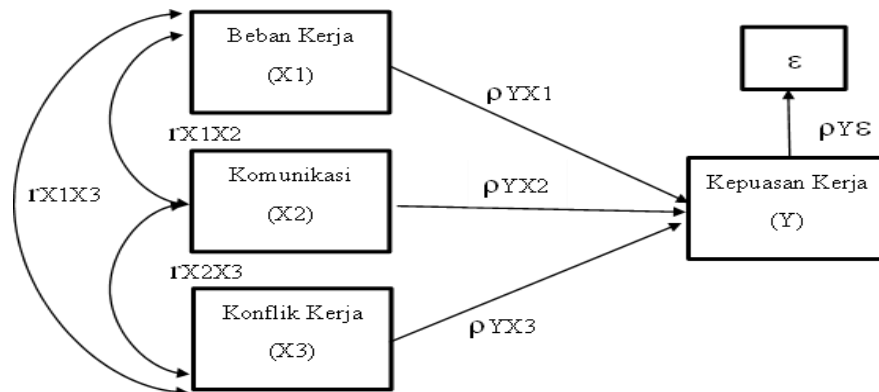 Beban Kerja
(X1)
ε
ρYX1
ρYε
rX1X2
Komunikasi
(X2)
ρYX2
Kepuasan Kerja
(Y)
rX1X3
rX2X3
Konflik Kerja
(X3)
ρYX3